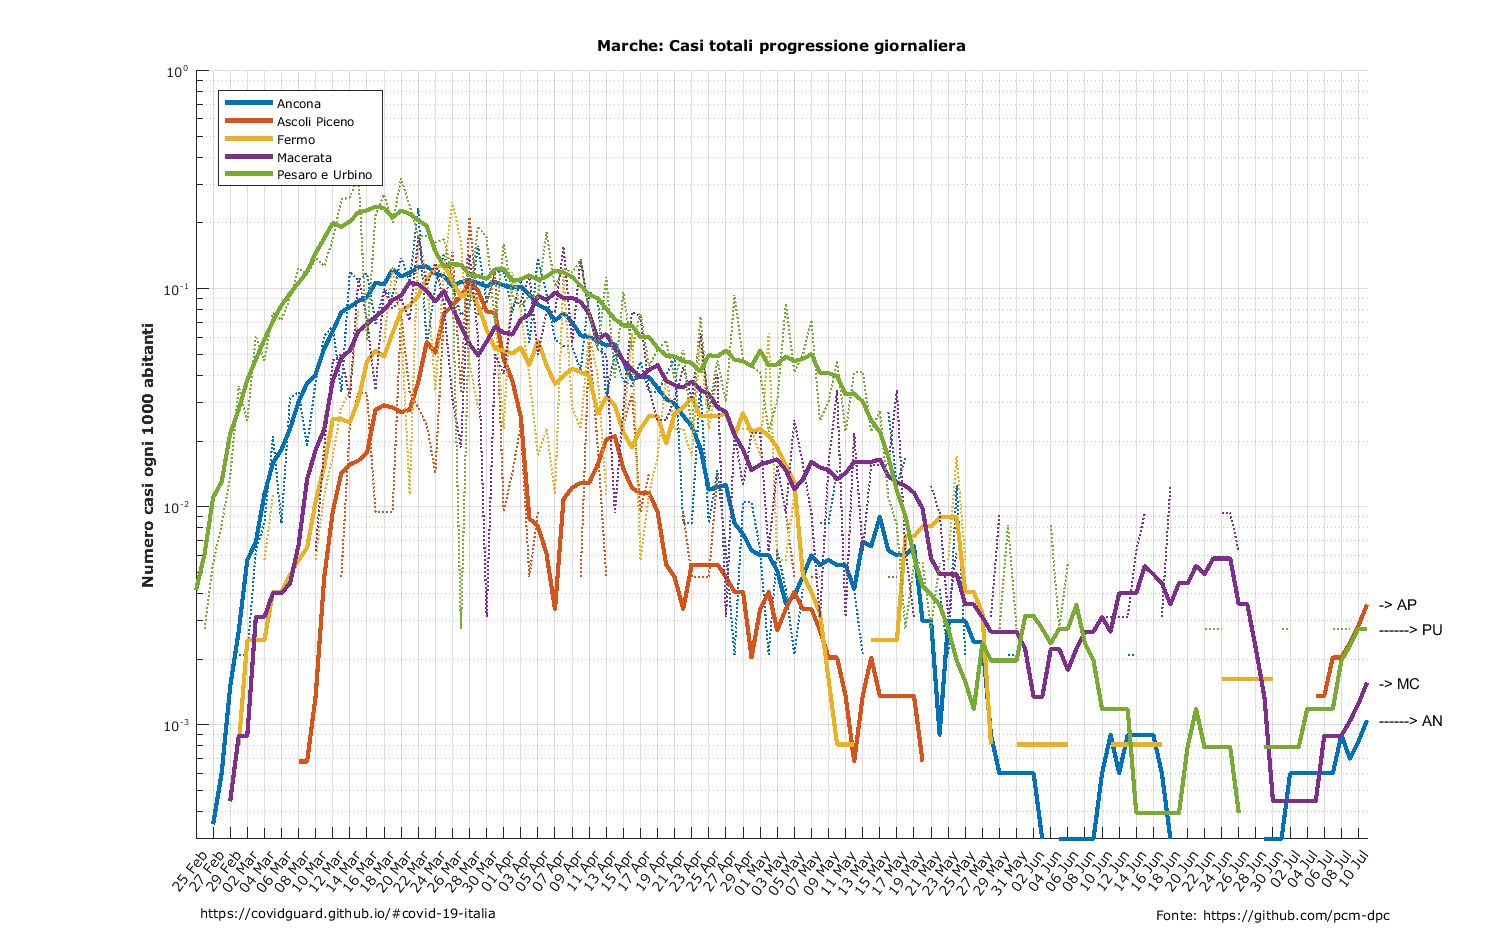 Marche: Casi totali progressione giornaliera
Numero casi ogni 1000 abitanti
10⁰
10⁻¹
10⁻²
10⁻³
Ancona
Ascoli Piceno
Fermo
Macerata
Pesaro e Urbino
-> AP
------> PU
-> MC
------> AN
25 Feb
27 Feb
29 Feb
02 Mar
04 Mar
06 Mar
08 Mar
10 Mar
12 Mar
14 Mar
16 Mar
18 Mar
20 Mar
22 Mar
24 Mar
26 Mar
28 Mar
30 Mar
01 Apr
03 Apr
05 Apr
07 Apr
09 Apr
11 Apr
13 Apr
15 Apr
17 Apr
19 Apr
21 Apr
23 Apr
25 Apr
27 Apr
29 Apr
01 May
03 May
05 May
07 May
09 May
11 May
13 May
15 May
17 May
19 May
21 May
23 May
25 May
27 May
29 May
31 May
02 Jun
04 Jun
06 Jun
08 Jun
10 Jun
12 Jun
14 Jun
16 Jun
18 Jun
20 Jun
22 Jun
24 Jun
26 Jun
28 Jun
30 Jun
02 Jul
04 Jul
06 Jul
08 Jul
10 Jul
https://covidguard.github.io/#covid-19-italia
Fonte: https://github.com/pcm-dpc